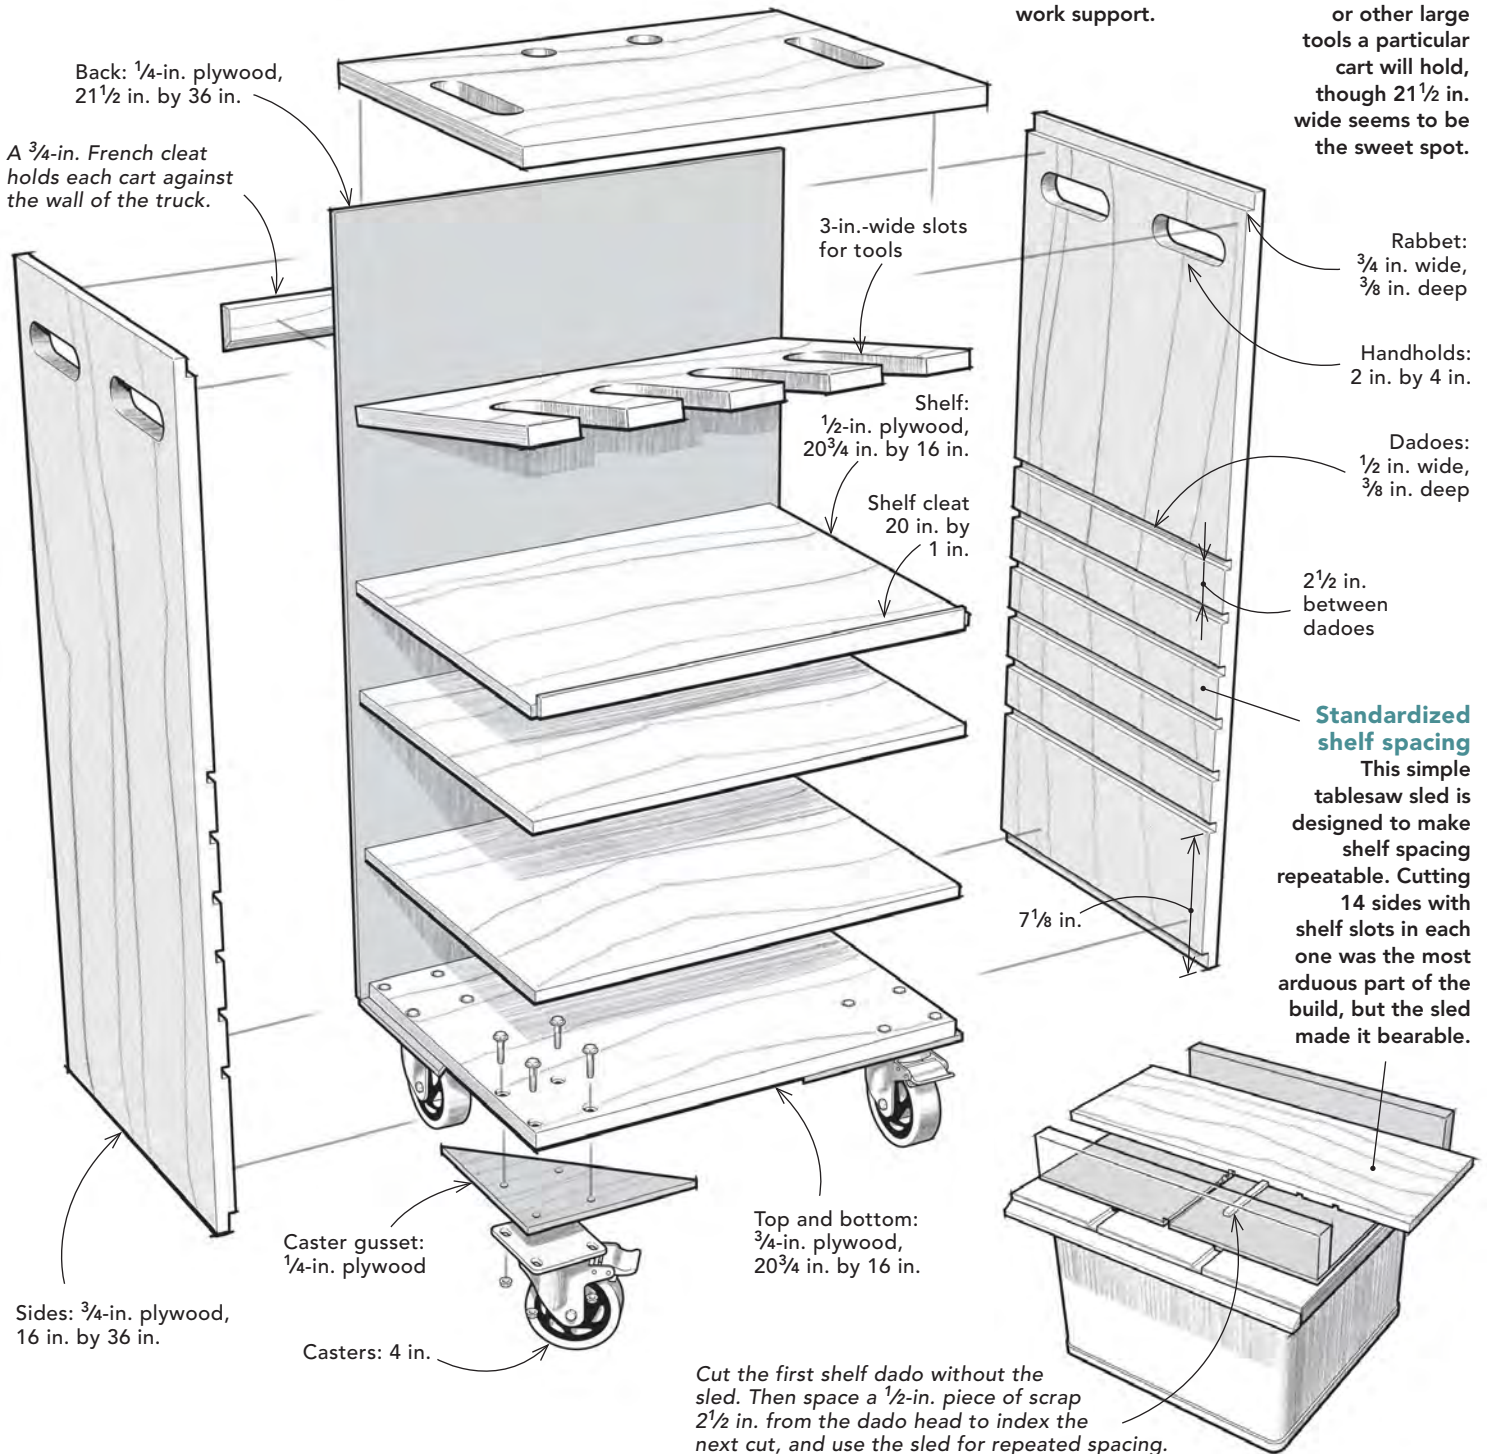 work support.
or other large
tools a particular
cart will hold,
though 21½ in.
wide seems to be
the sweet spot.
Back: ¼-in. plywood,
21½ in. by 36 in.
A ¾-in. French cleat
holds each cart against
the wall of the truck.
3-in.-wide slots
for tools
Rabbet:
¾ in. wide,
⅜ in. deep
Handholds:
2 in. by 4 in.
Shelf:
½-in. plywood,
20¾ in. by 16 in.
Dadoes:
½ in. wide,
⅜ in. deep
Shelf cleat
20 in. by
1 in.
2½ in.
between
dadoes
Standardized
shelf spacing
This simple
tablesaw sled is
designed to make
shelf spacing
repeatable. Cutting
14 sides with
shelf slots in each
one was the most
arduous part of the
build, but the sled
made it bearable.
7⅛ in.
Caster gusset:
¼-in. plywood
Top and bottom:
¾-in. plywood,
20¾ in. by 16 in.
Sides: ¾-in. plywood,
16 in. by 36 in.
Casters: 4 in.
Cut the first shelf dado without the
sled. Then space a ½-in. piece of scrap
2½ in. from the dado head to index the
next cut, and use the sled for repeated spacing.